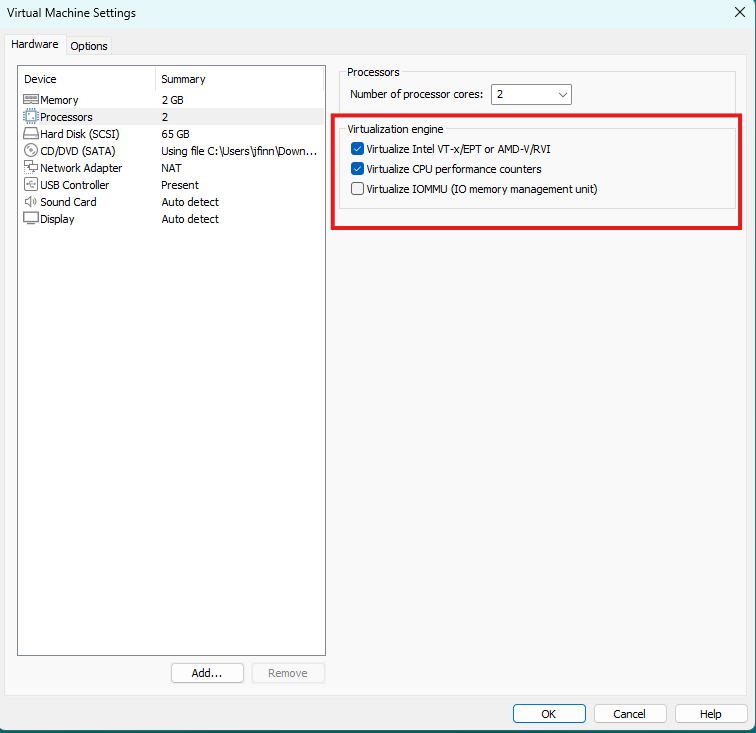 Virtual Machine Settings
Hardware Options
Device Summary
Memory 2 GB
Processors 2
Hard Disk (SCSI) 65 GB
CD/DVD (SATA) Using file C:\Users\jfinn\Down...
Network Adapter NAT
USB Controller Present
Sound Card Auto detect
Display Auto detect
Add... Remove
Processors
Number of processor cores: 2
Virtualization engine
Virtualize Intel VT-x/EPT or AMD-V/RVI
Virtualize CPU performance counters
Virtualize IOMMU (IO memory management unit)
OK Cancel Help